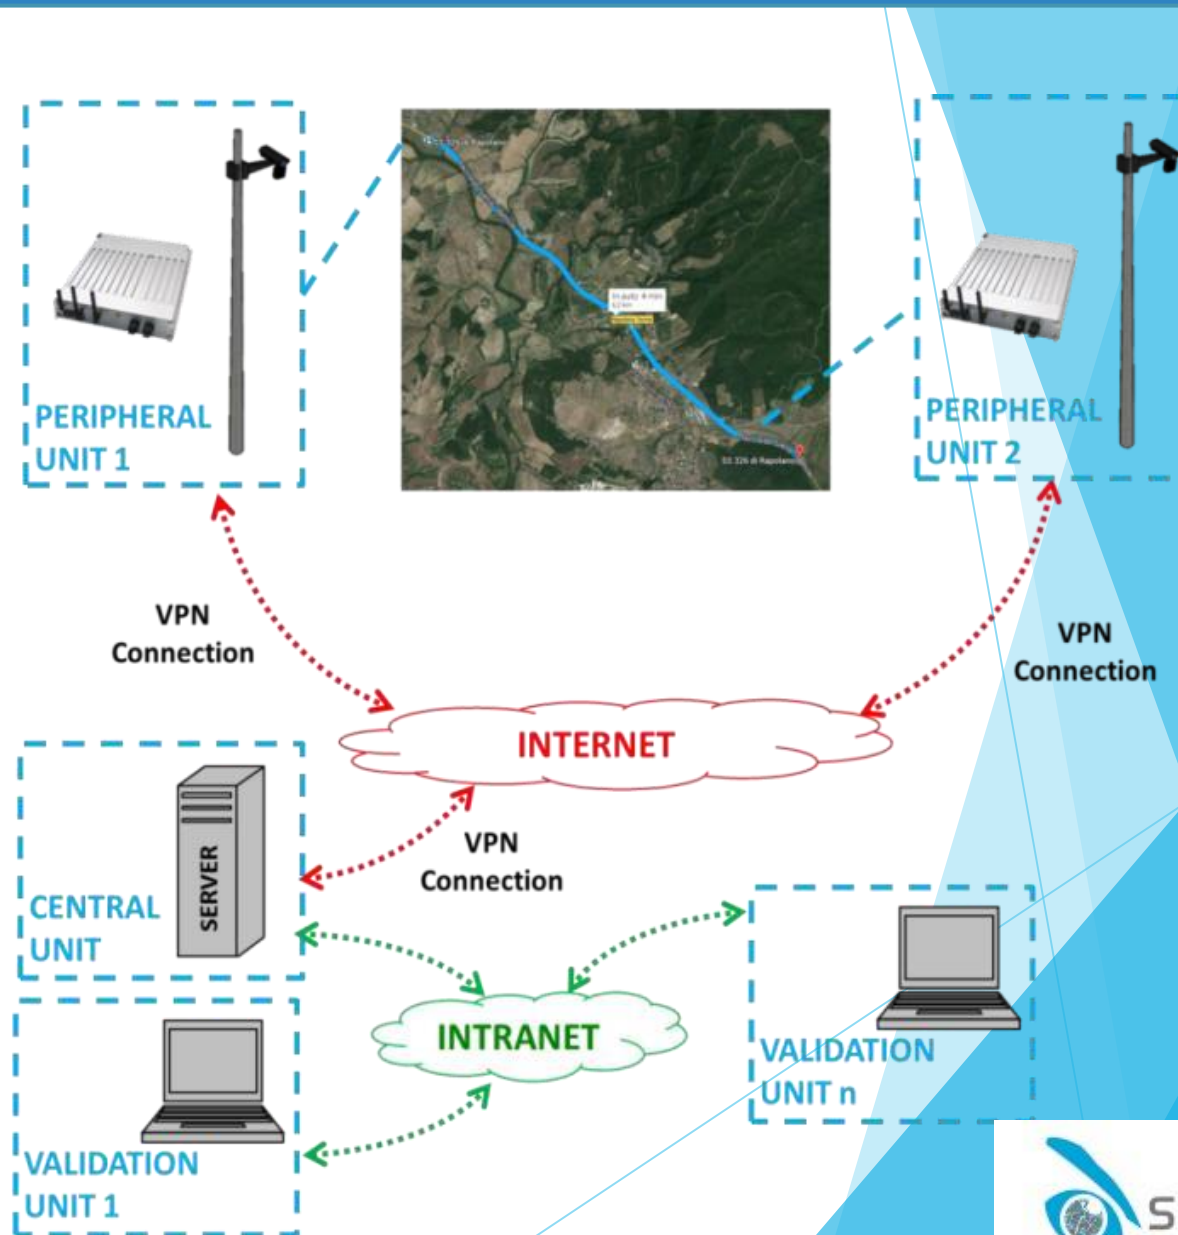 PERIPHERAL
UNIT 1
PERIPHERAL
UNIT 2
VPN
Connection
VPN
Connection
INTERNET
VPN
Connection
SERVER
CENTRAL
UNIT
INTRANET
VALIDATION
UNIT n
VALIDATION
UNIT 1
S